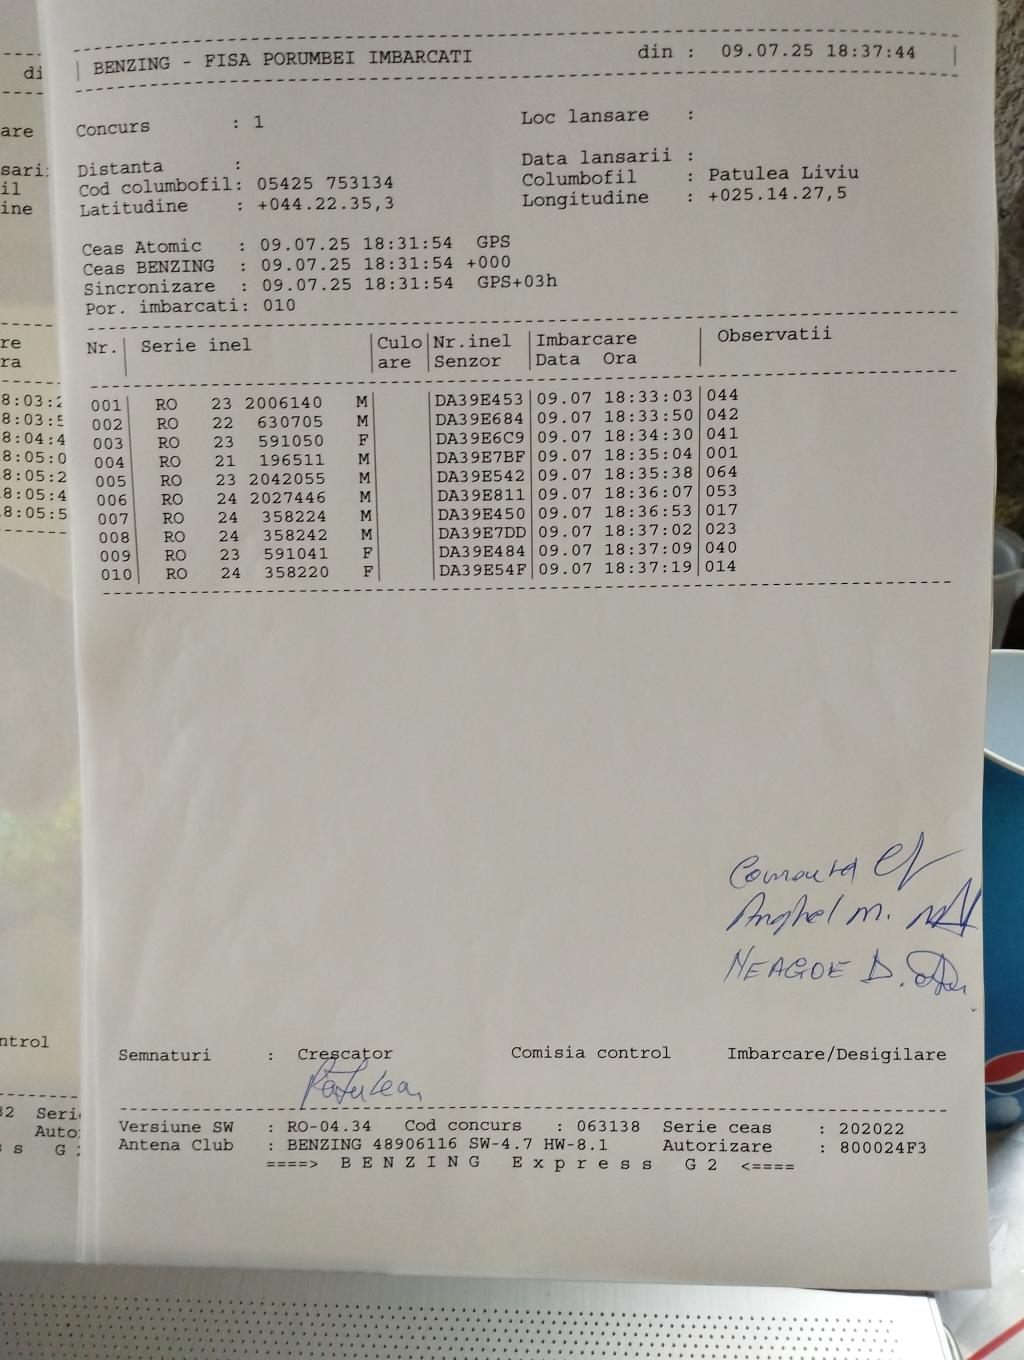 BENZING - FISA PORUMBEI IMBARCATI din : 09.07.25 18:37:44
Concurs : 1 Loc lansare :
Distanta : Data lansarii :
Cod columbofil: 05425 753134 Columbofil : Patulea Liviu
Latitudine : +044.22.35,3 Longitudine : +025.14.27,5
Ceas Atomic : 09.07.25 18:31:54 GPS
Ceas BENZING : 09.07.25 18:31:54 +000
Sincronizare : 09.07.25 18:31:54 GPS+03h
Por. imbarcati: 010
Nr. | Serie inel | Culo | Nr.inel | Imbarcare | Observatii
are | Senzor | Data Ora |
001 | RO 23 2006140 M | | DA39E453 | 09.07 18:33:03 | 044
002 | RO 22 630705 M | | DA39E684 | 09.07 18:33:50 | 042
003 | RO 23 591050 F | | DA39E6C9 | 09.07 18:34:30 | 041
004 | RO 21 196511 M | | DA39E7BF | 09.07 18:35:04 | 001
005 | RO 23 2042055 M | | DA39E542 | 09.07 18:35:38 | 064
006 | RO 24 2027446 M | | DA39E811 | 09.07 18:36:07 | 053
007 | RO 24 358224 M | | DA39E450 | 09.07 18:36:53 | 017
008 | RO 24 358242 M | | DA39E7DD | 09.07 18:37:02 | 023
009 | RO 23 591041 F | | DA39E484 | 09.07 18:37:09 | 040
010 | RO 24 358220 F | | DA39E54F | 09.07 18:37:19 | 014
Anghel M.
NEAGOE D.
Semnaturi : Crescator Comisia control Imbarcare/Desigilare
Patulea
Versiune SW : RO-04.34 Cod concurs : 063138 Serie ceas : 202022
Antena Club : BENZING 48906116 SW-4.7 HW-8.1 Autorizare : 800024F3
====> B E N Z I N G E x p r e s s G 2 <====